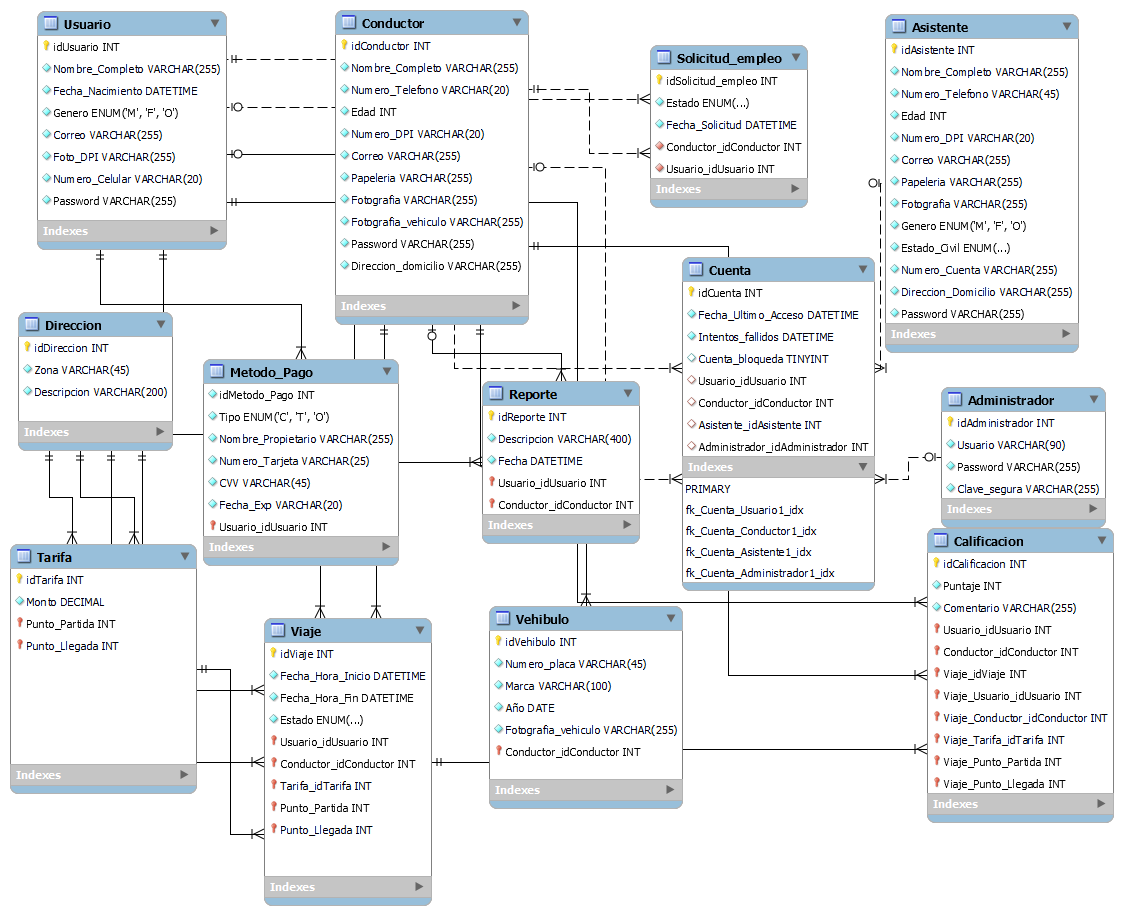 Usuario
idUsuario INT
Nombre_Completo VARCHAR(255)
Fecha_Nacimiento DATETIME
Genero ENUM('M', 'F', 'O')
Correo VARCHAR(255)
Foto_DPI VARCHAR(255)
Numero_Celular VARCHAR(20)
Password VARCHAR(255)
Indexes
Conductor
idConductor INT
Nombre_Completo VARCHAR(255)
Numero_Telefono VARCHAR(20)
Edad INT
Numero_DPI VARCHAR(20)
Correo VARCHAR(255)
Papeleria VARCHAR(255)
Fotografia VARCHAR(255)
Fotografia_vehiculo VARCHAR(255)
Password VARCHAR(255)
Direccion_domicilio VARCHAR(255)
Indexes
Solicitud_empleo
idSolicitud_empleo INT
Estado ENUM(...)
Fecha_Solicitud DATETIME
Conductor_idConductor INT
Usuario_idUsuario INT
Indexes
Asistente
idAsistente INT
Nombre_Completo VARCHAR(255)
Numero_Telefono VARCHAR(45)
Edad INT
Numero_DPI VARCHAR(20)
Correo VARCHAR(255)
Papeleria VARCHAR(255)
Fotografia VARCHAR(255)
Genero ENUM('M', 'F', 'O')
Estado_Civil ENUM(...)
Numero_Cuenta VARCHAR(255)
Direccion_Domicilio VARCHAR(255)
Password VARCHAR(255)
Indexes
Direccion
idDireccion INT
Zona VARCHAR(45)
Descripcion VARCHAR(200)
Indexes
Metodo_Pago
idMetodo_Pago INT
Tipo ENUM('C', 'T', 'O')
Nombre_Propietario VARCHAR(255)
Numero_Tarjeta VARCHAR(25)
CVV VARCHAR(45)
Fecha_Exp VARCHAR(20)
Usuario_idUsuario INT
Indexes
Reporte
idReporte INT
Descripcion VARCHAR(400)
Fecha DATETIME
Usuario_idUsuario INT
Conductor_idConductor INT
Indexes
Cuenta
idCuenta INT
Fecha_Ultimo_Acceso DATETIME
Intentos_fallidos DATETIME
Cuenta_bloqueda TINYINT
Usuario_idUsuario INT
Conductor_idConductor INT
Asistente_idAsistente INT
Administrador_idAdministrador INT
Indexes
PRIMARY
fk_Cuenta_Usuario1_idx
fk_Cuenta_Conductor1_idx
fk_Cuenta_Asistente1_idx
fk_Cuenta_Administrador1_idx
Administrador
idAdministrador INT
Usuario VARCHAR(90)
Password VARCHAR(255)
Clave_segura VARCHAR(255)
Indexes
Tarifa
idTarifa INT
Monto DECIMAL
Punto_Partida INT
Punto_Llegada INT
Indexes
Viaje
idViaje INT
Fecha_Hora_Inicio DATETIME
Fecha_Hora_Fin DATETIME
Estado ENUM(...)
Usuario_idUsuario INT
Conductor_idConductor INT
Tarifa_idTarifa INT
Punto_Partida INT
Punto_Llegada INT
Indexes
Vehibulo
idVehibulo INT
Numero_placa VARCHAR(45)
Marca VARCHAR(100)
Año DATE
Fotografia_vehiculo VARCHAR(255)
Conductor_idConductor INT
Indexes
Calificacion
idCalificacion INT
Puntaje INT
Comentario VARCHAR(255)
Usuario_idUsuario INT
Conductor_idConductor INT
Viaje_idViaje INT
Viaje_Usuario_idUsuario INT
Viaje_Conductor_idConductor INT
Viaje_Tarifa_idTarifa INT
Viaje_Punto_Partida INT
Viaje_Punto_Llegada INT
Indexes